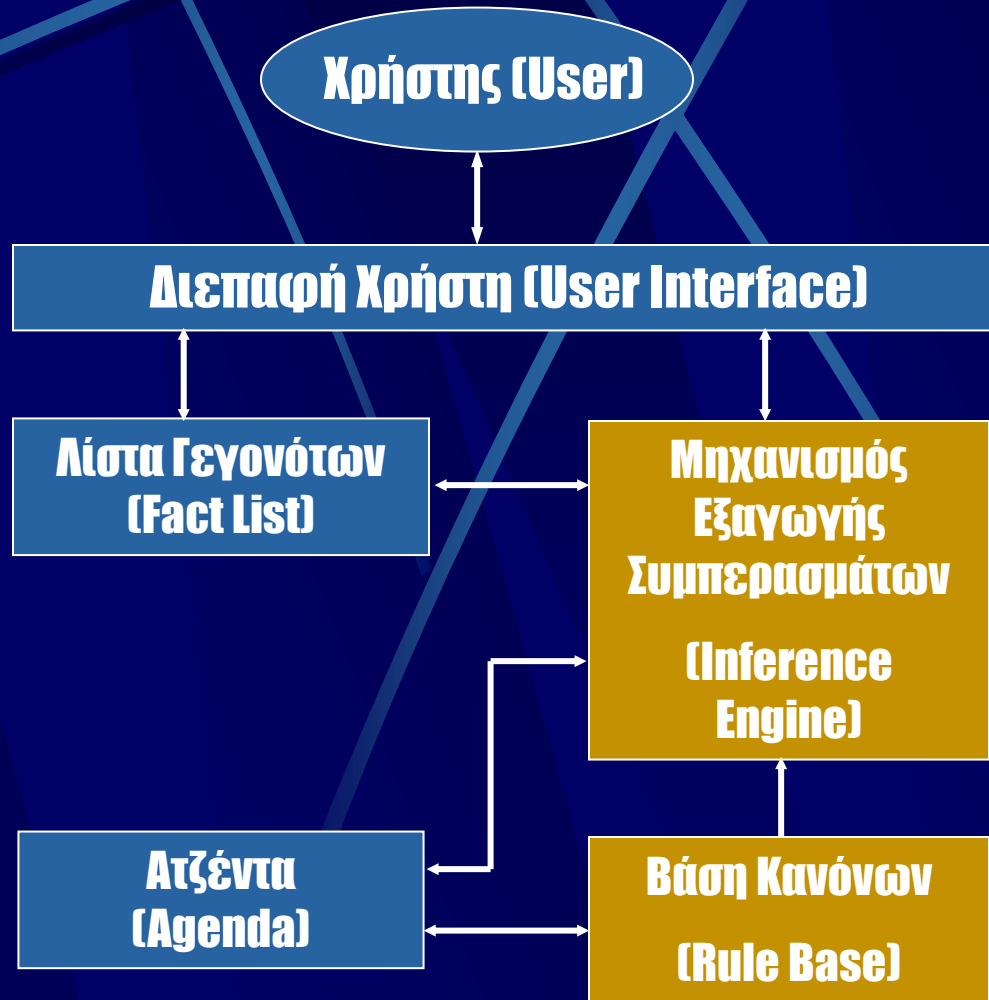 Χρήστης (User)
Διεπαφή Χρήστη (User Interface)
Λίστα Γεγονότων
(Fact List)
Μηχανισμός
Εξαγωγής
Συμπερασμάτων
(Inference
Engine)
Ατζέντα
(Agenda)
Βάση Κανόνων
(Rule Base)